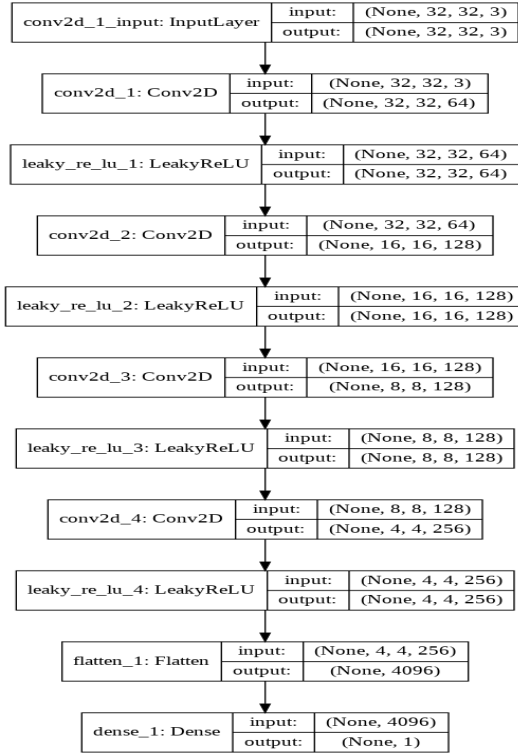 conv2d_1_input: InputLayer
input: (None, 32, 32, 3)
output: (None, 32, 32, 3)
conv2d_1: Conv2D
input: (None, 32, 32, 3)
output: (None, 32, 32, 64)
leaky_re_lu_1: LeakyReLU
input: (None, 32, 32, 64)
output: (None, 32, 32, 64)
conv2d_2: Conv2D
input: (None, 32, 32, 64)
output: (None, 16, 16, 128)
leaky_re_lu_2: LeakyReLU
input: (None, 16, 16, 128)
output: (None, 16, 16, 128)
conv2d_3: Conv2D
input: (None, 16, 16, 128)
output: (None, 8, 8, 128)
leaky_re_lu_3: LeakyReLU
input: (None, 8, 8, 128)
output: (None, 8, 8, 128)
conv2d_4: Conv2D
input: (None, 8, 8, 128)
output: (None, 4, 4, 256)
leaky_re_lu_4: LeakyReLU
input: (None, 4, 4, 256)
output: (None, 4, 4, 256)
flatten_1: Flatten
input: (None, 4, 4, 256)
output: (None, 4096)
dense_1: Dense
input: (None, 4096)
output: (None, 1)